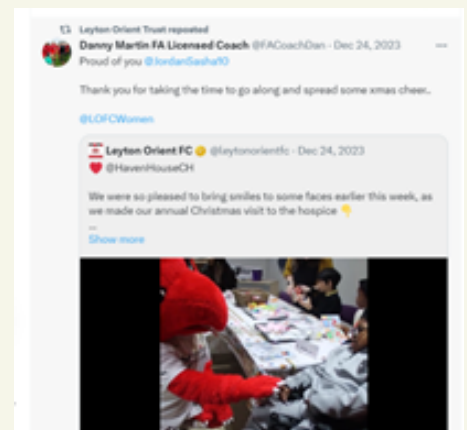 Leyton Orient Trust reposted
Danny Martin FA Licensed Coach @FACoachDan · Dec 24, 2023
Proud of you @JordanSasha10
Thank you for taking the time to go along and spread some xmas cheer..
@LOFCWomen
Leyton Orient FC @leytonorientfc · Dec 24, 2023
@HavenHouseCH
We were so pleased to bring smiles to some faces earlier this week, as
we made our annual Christmas visit to the hospice
...
Show more